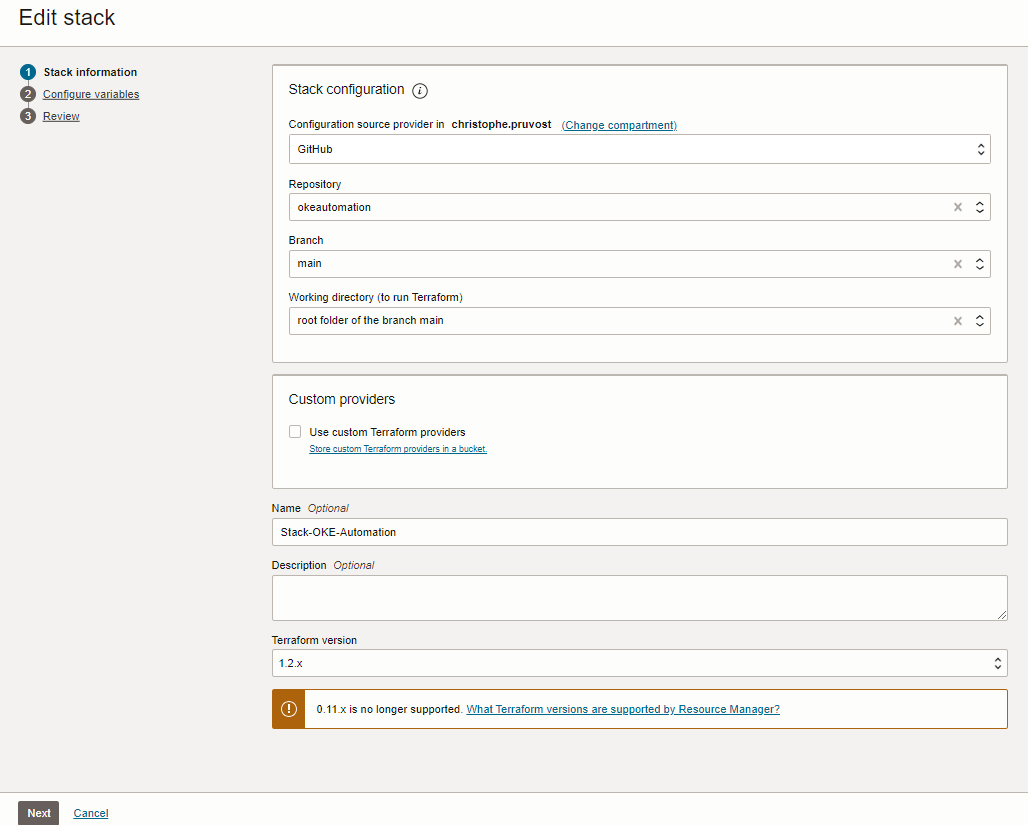 Edit stack
1 Stack information
2 Configure variables
3 Review
Stack configuration i
Configuration source provider in christophe.pruvost (Change compartment)
GitHub
Repository
okeautomation
Branch
main
Working directory (to run Terraform)
root folder of the branch main
Custom providers
Use custom Terraform providers
Store custom Terraform providers in a bucket.
Name Optional
Stack-OKE-Automation
Description Optional
Terraform version
1.2.x
0.11.x is no longer supported. What Terraform versions are supported by Resource Manager?
Next Cancel